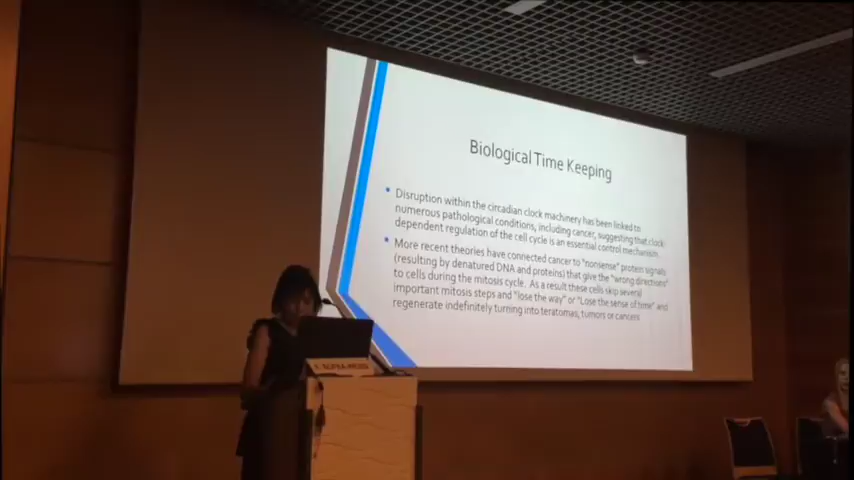 Biological Time Keeping
• Disruption within the circadian clock machinery has been linked to
numerous pathological conditions, including cancer, suggesting that clock-
dependent regulation of the cell cycle is an essential control mechanism.
• More recent theories have connected cancer to "nonsense" protein signals
(resulting by denatured DNA and proteins) that give the "wrong directions"
to cells during the mitosis cycle. As a result these cells skip several
important mitosis steps and "lose the way" or "Lose the sense of time" and
regenerate indefinitely turning into teratomas, tumors or cancers